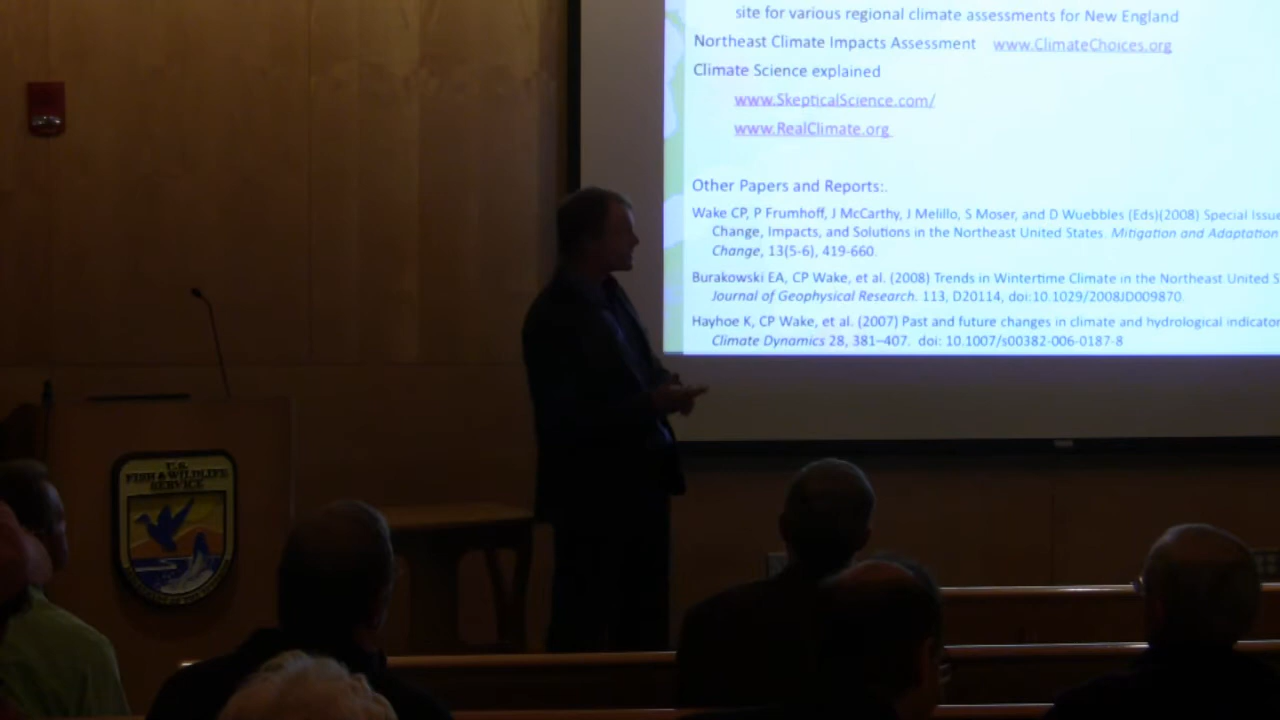 site for various regional climate assessments for New England
Northeast Climate Impacts Assessment www.ClimateChoices.org
Climate Science explained
www.SkepticalScience.com/
www.RealClimate.org
Other Papers and Reports:.
Wake CP, P Frumhoff, J McCarthy, J Melillo, S Moser, and D Wuebbles (Eds)(2008) Special Issue
Change, Impacts, and Solutions in the Northeast United States. Mitigation and Adaptation
Change, 13(5-6), 419-660.
Burakowski EA, CP Wake, et al. (2008) Trends in Wintertime Climate in the Northeast United S
Journal of Geophysical Research. 113, D20114, doi:10.1029/2008JD009870.
Hayhoe K, CP Wake, et al. (2007) Past and future changes in climate and hydrological indicator
Climate Dynamics 28, 381–407. doi: 10.1007/s00382-006-0187-8
U.S.
FISH & WILDLIFE
SERVICE